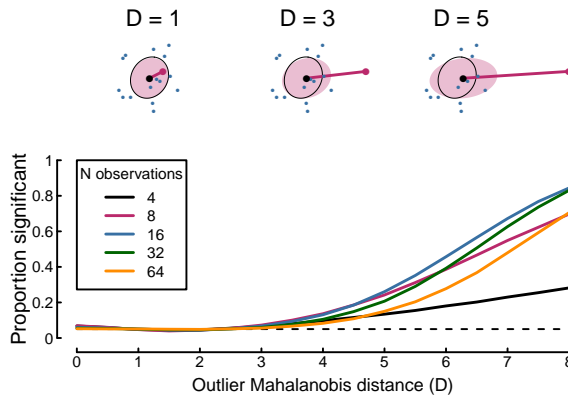 D = 1
D = 3
D = 5
Proportion significant
1
0.8
0.6
0.4
0.2
0
N observations
4
8
16
32
64
0 1 2 3 4 5 6 7 8
Outlier Mahalanobis distance (D)